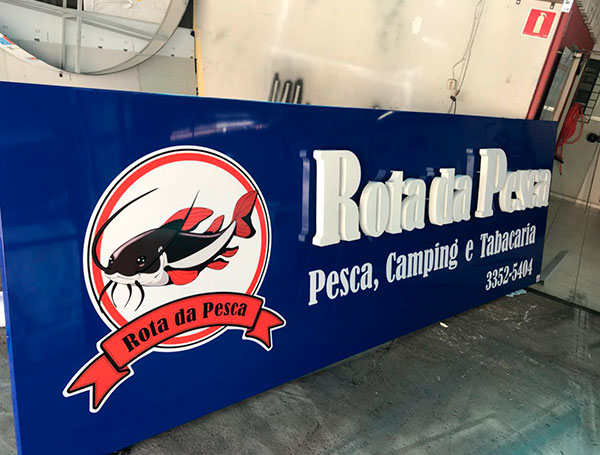 Rota da Pesca
Pesca, Camping e Tabacaria
3352-5404
Rota da Pesca